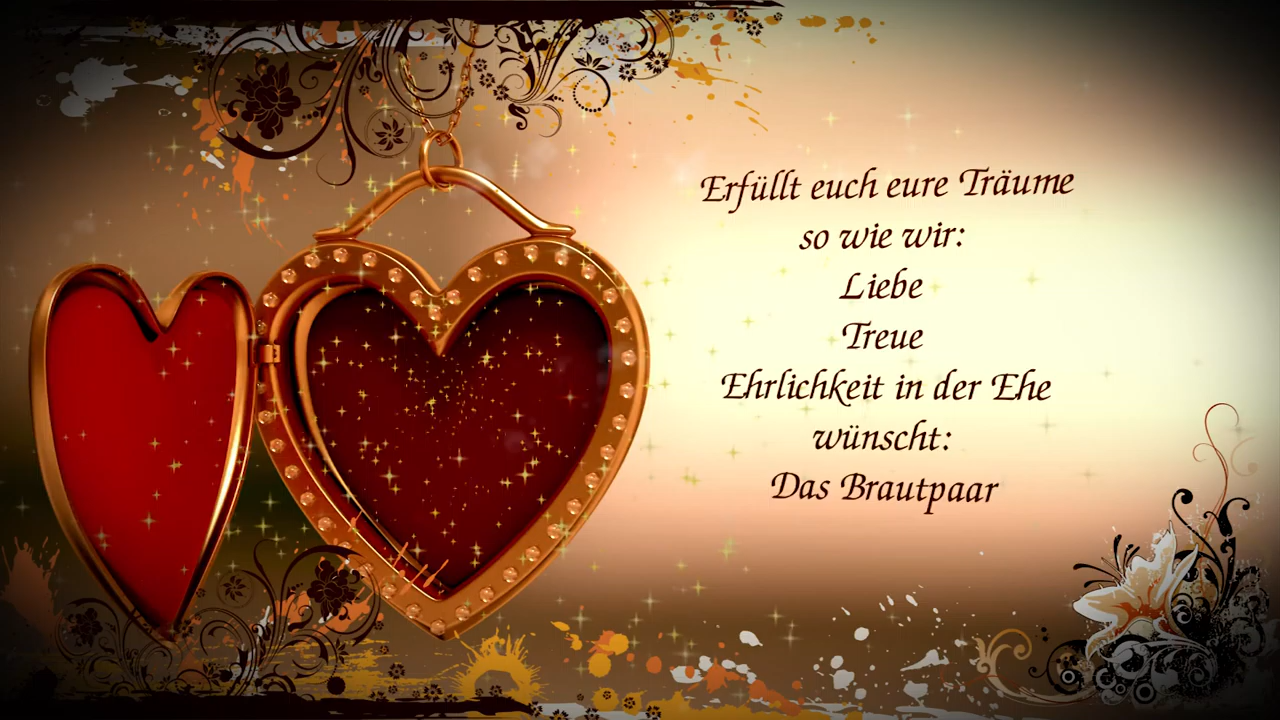 Erfüllt euch eure Träume
so wie wir:
Liebe
Treue
Ehrlichkeit in der Ehe
wünscht:
Das Brautpaar